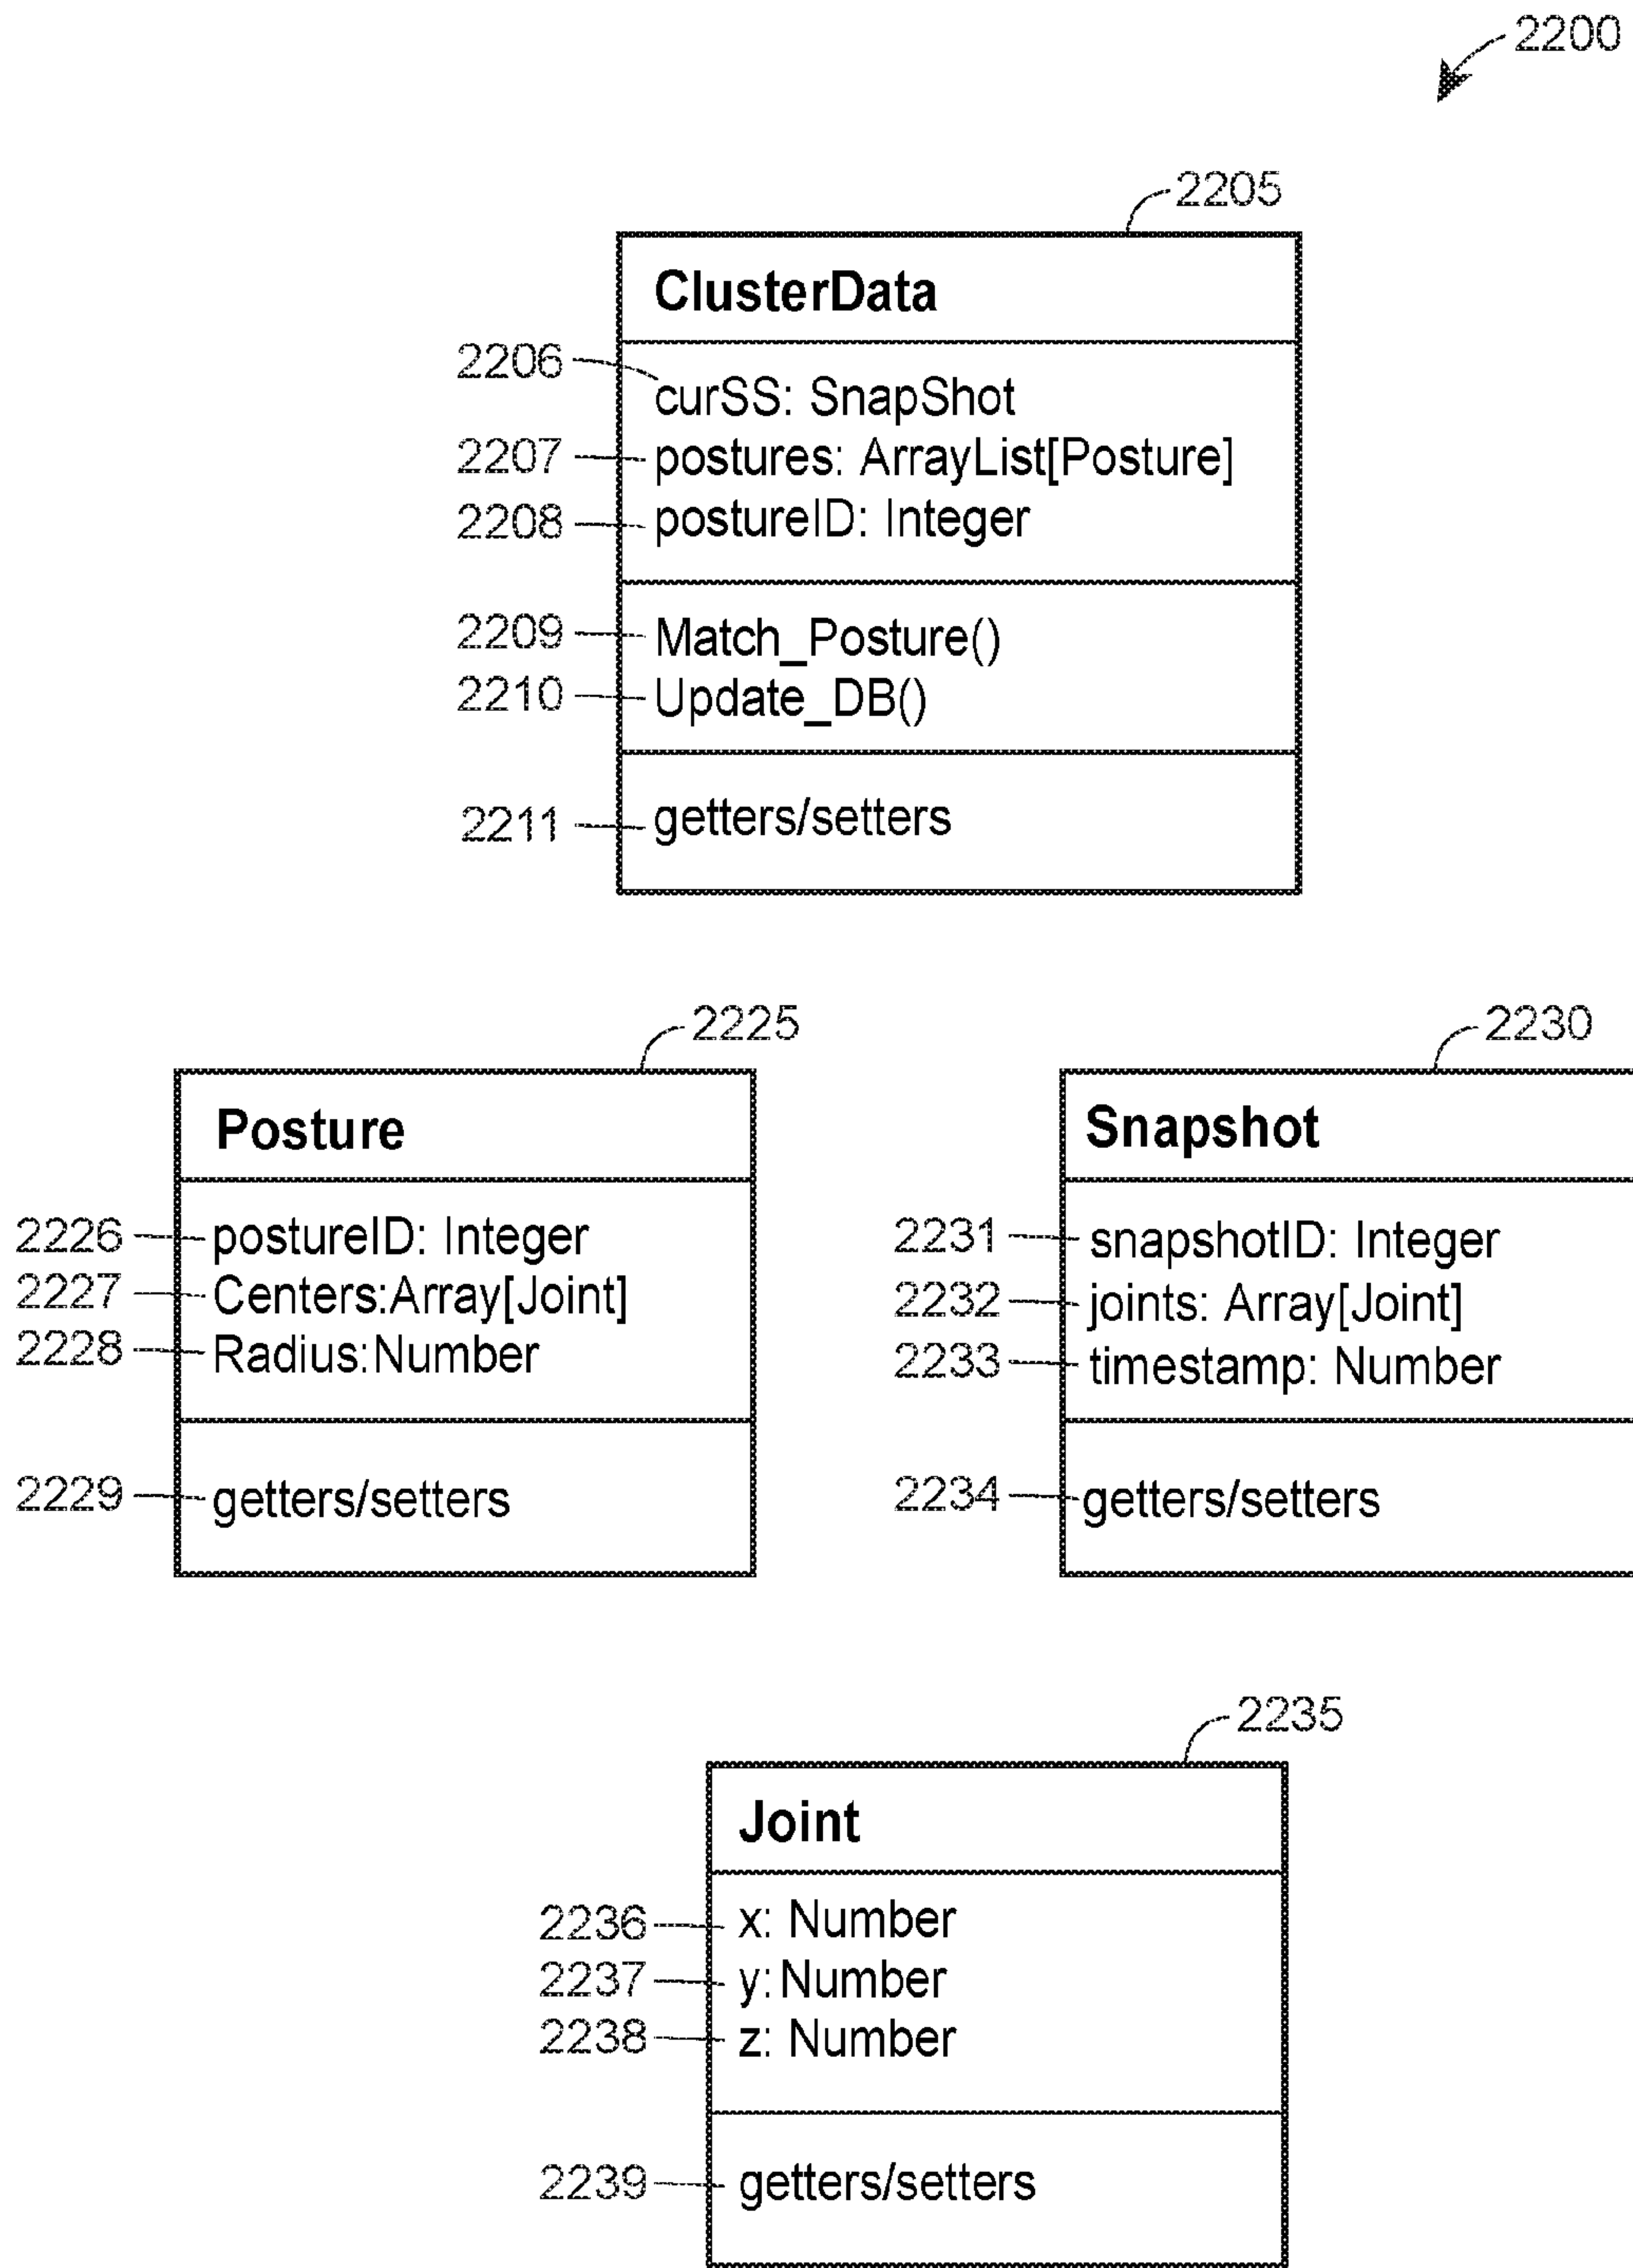 2200
2205
ClusterData
2206 curSS: SnapShot
2207 postures: ArrayList[Posture]
2208 postureID: Integer
2209 Match_Posture()
2210 Update_DB()
2211 getters/setters
2225
Posture
2226 postureID: Integer
2227 Centers:Array[Joint]
2228 Radius:Number
2229 getters/setters
2230
Snapshot
2231 snapshotID: Integer
2232 joints: Array[Joint]
2233 timestamp: Number
2234 getters/setters
2235
Joint
2236 x: Number
2237 y:Number
2238 z: Number
2239 getters/setters